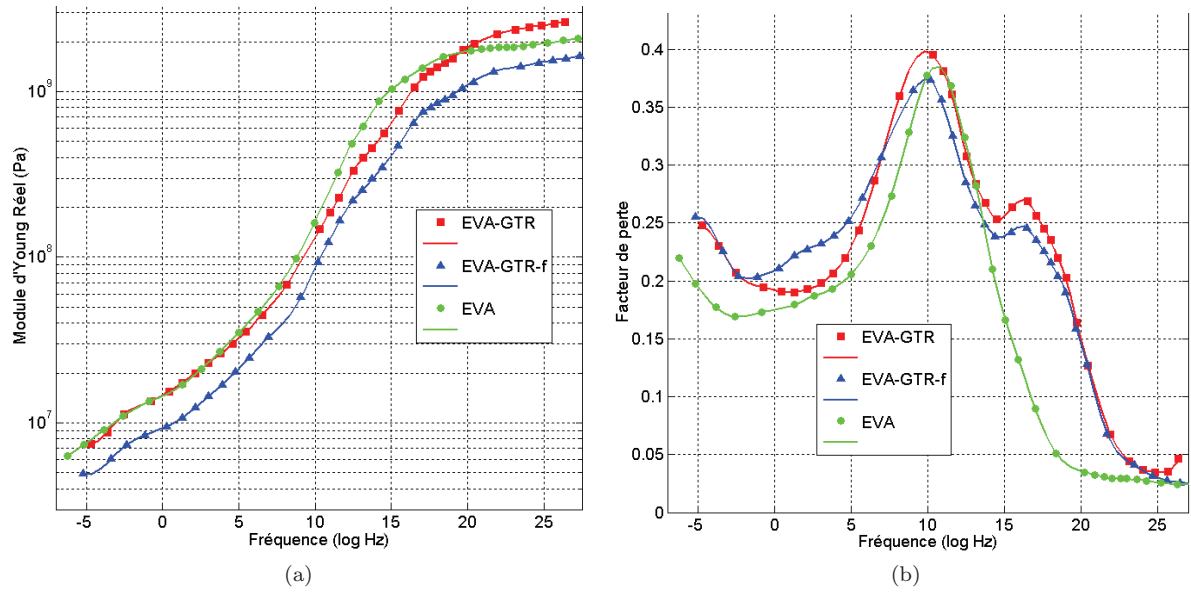 Module d'Young Réel (Pa)
10^9
10^8
10^7
EVA-GTR
EVA-GTR-f
EVA
-5 0 5 10 15 20 25
Fréquence (log Hz)
(a)
Facteur de perte
0.4
0.35
0.3
0.25
0.2
0.15
0.1
0.05
0
EVA-GTR
EVA-GTR-f
EVA
-5 0 5 10 15 20 25
Fréquence (log Hz)
(b)